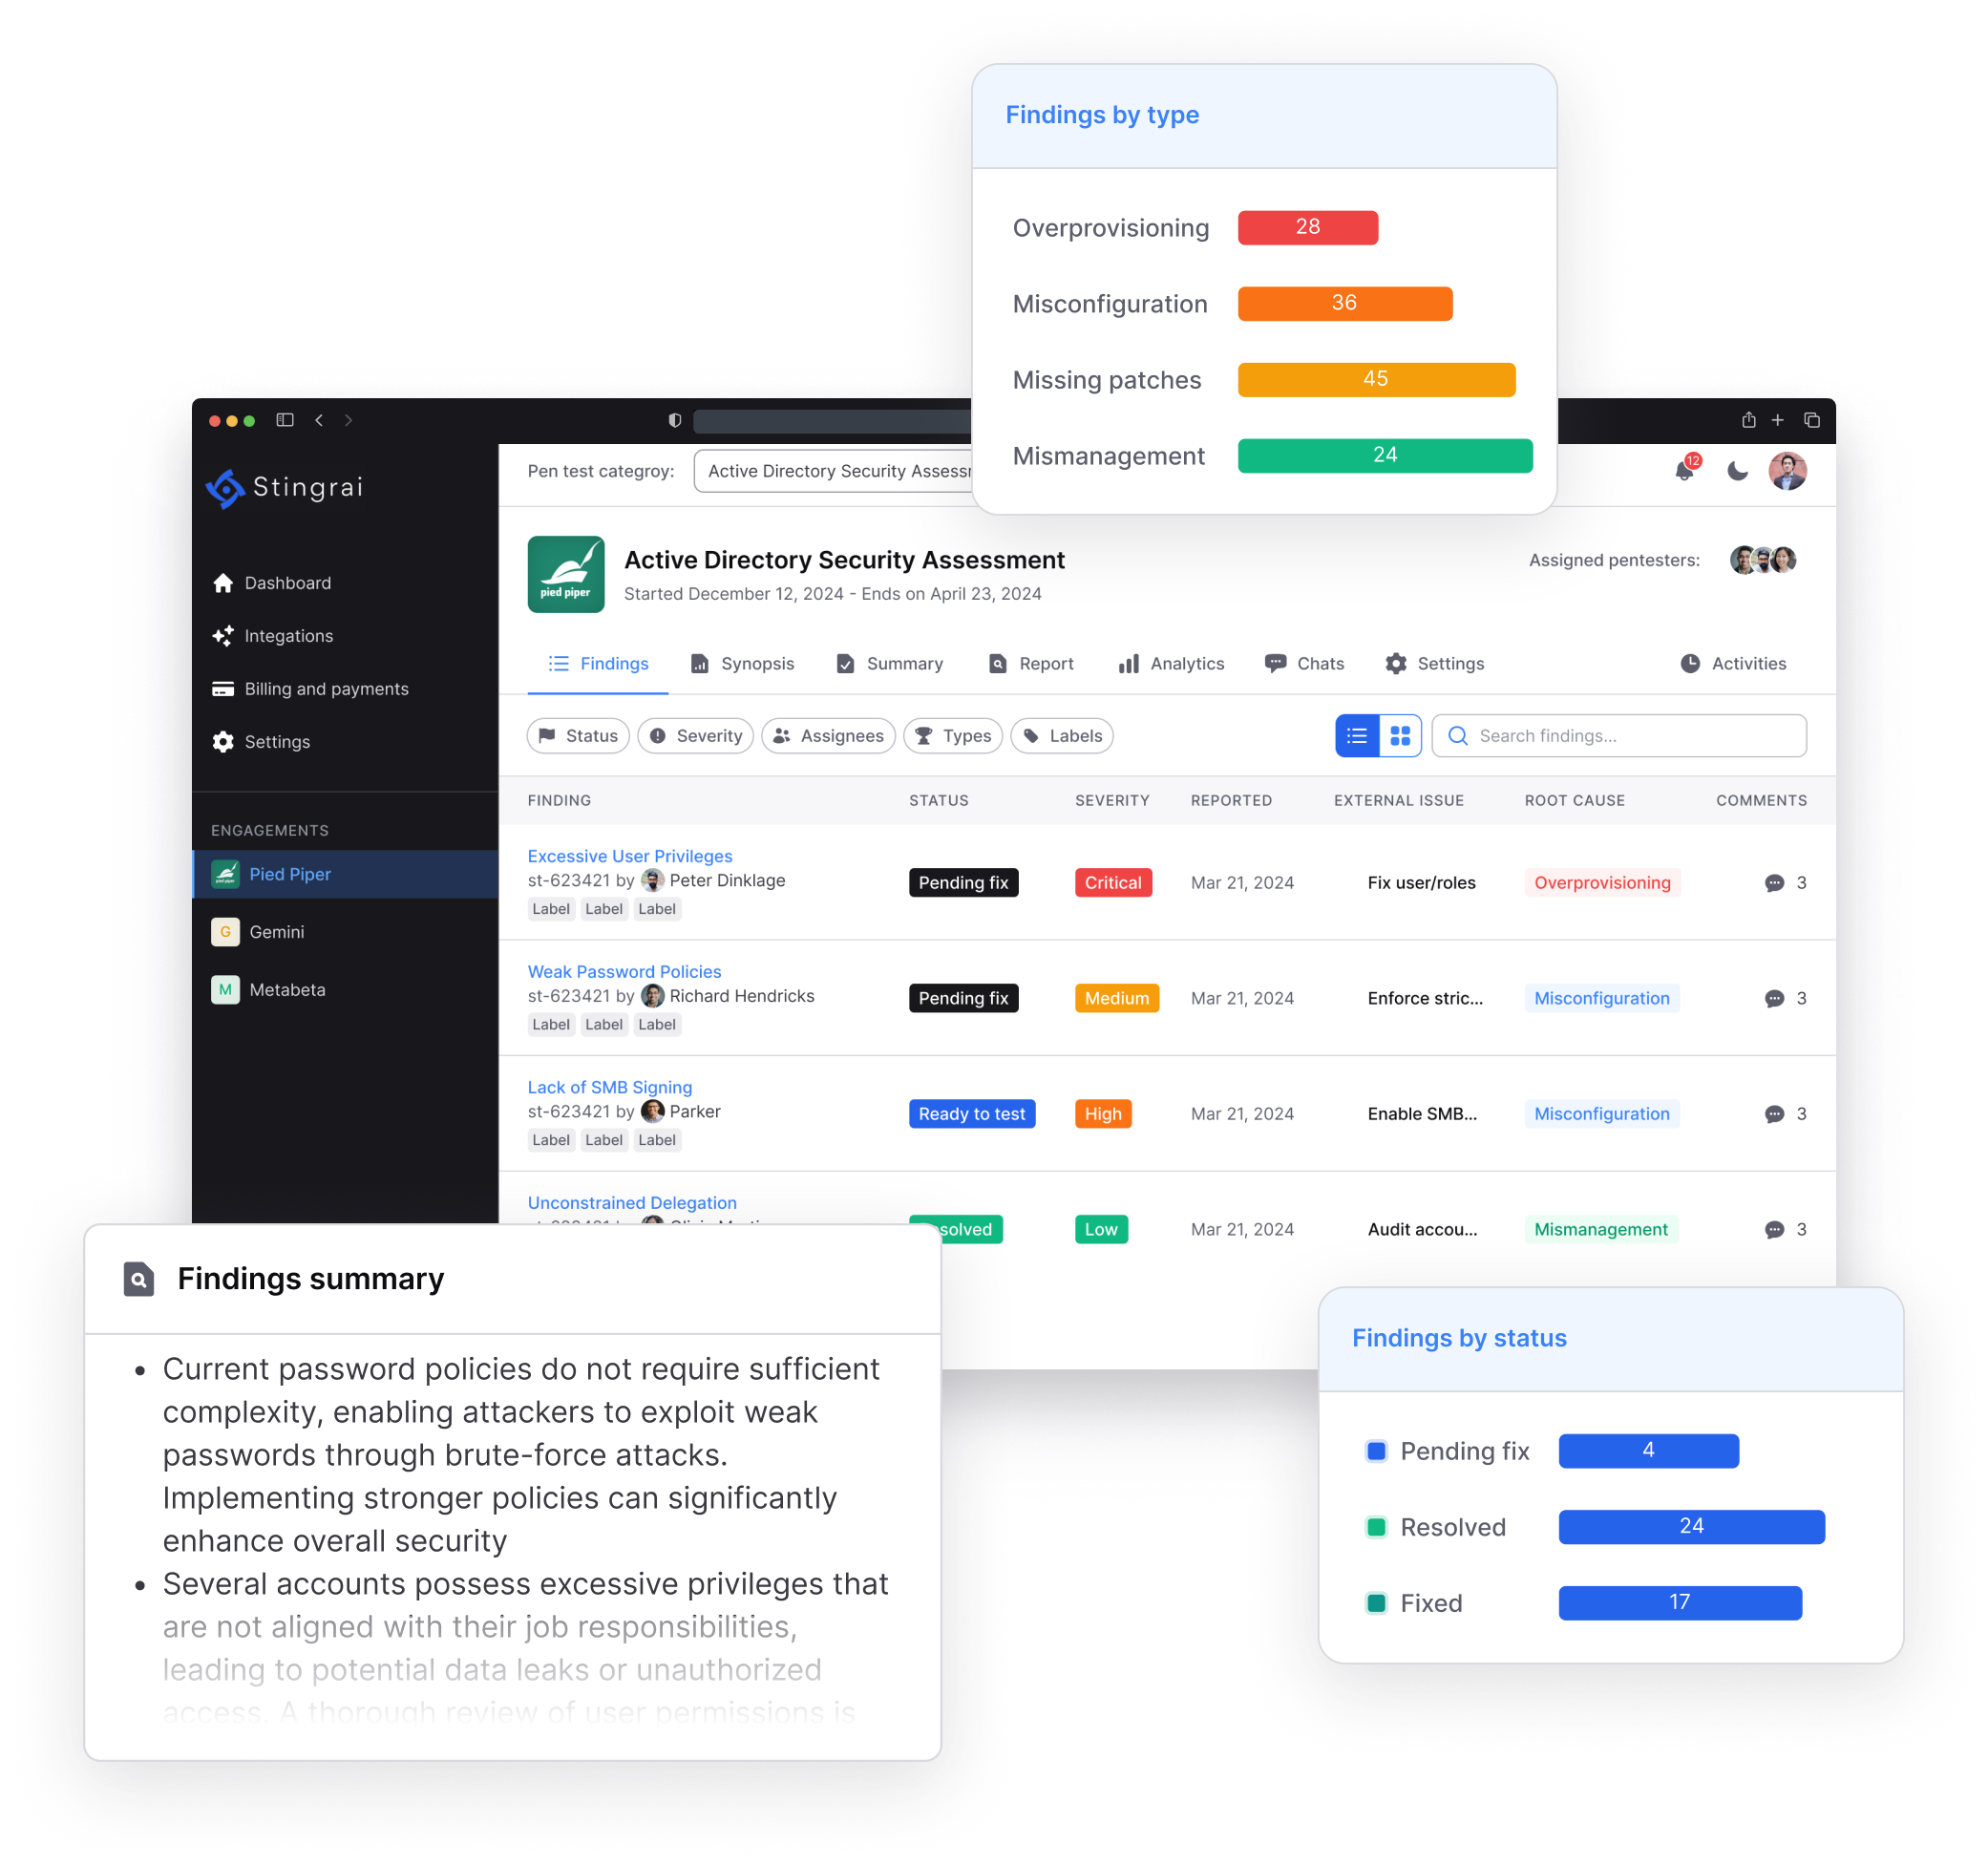 Findings by type
Overprovisioning 28
Misconfiguration 36
Missing patches 45
Mismanagement 24
Stingrai
Dashboard
Integations
Billing and payments
Settings
ENGAGEMENTS
Pied Piper
G Gemini
M Metabeta
Pen test categroy: Active Directory Security
12
pied piper
Active Directory Security Assessment
Started December 12, 2024 - Ends on April 23, 2024
Assigned pentesters:
Findings Synopsis Summary Report Analytics Chats Settings Activities
Status Severity Assignees Types Labels Search findings...
FINDING STATUS SEVERITY REPORTED EXTERNAL ISSUE ROOT CAUSE COMMENTS
Excessive User Privileges
st-623421 by Peter Dinklage
Label Label Label
Pending fix Critical Mar 21, 2024 Fix user/roles Overprovisioning 3
Weak Password Policies
st-623421 by Richard Hendricks
Label Label Label
Pending fix Medium Mar 21, 2024 Enforce stric... Misconfiguration 3
Lack of SMB Signing
st-623421 by Parker
Label Label Label
Ready to test High Mar 21, 2024 Enable SMB... Misconfiguration 3
Unconstrained Delegation
solved Low Mar 21, 2024 Audit accou... Mismanagement 3
Findings summary
• Current password policies do not require sufficient
complexity, enabling attackers to exploit weak
passwords through brute-force attacks.
Implementing stronger policies can significantly
enhance overall security
• Several accounts possess excessive privileges that
are not aligned with their job responsibilities,
leading to potential data leaks or unauthorized
access. A thorough review of user permissions is
Findings by status
Pending fix 4
Resolved 24
Fixed 17